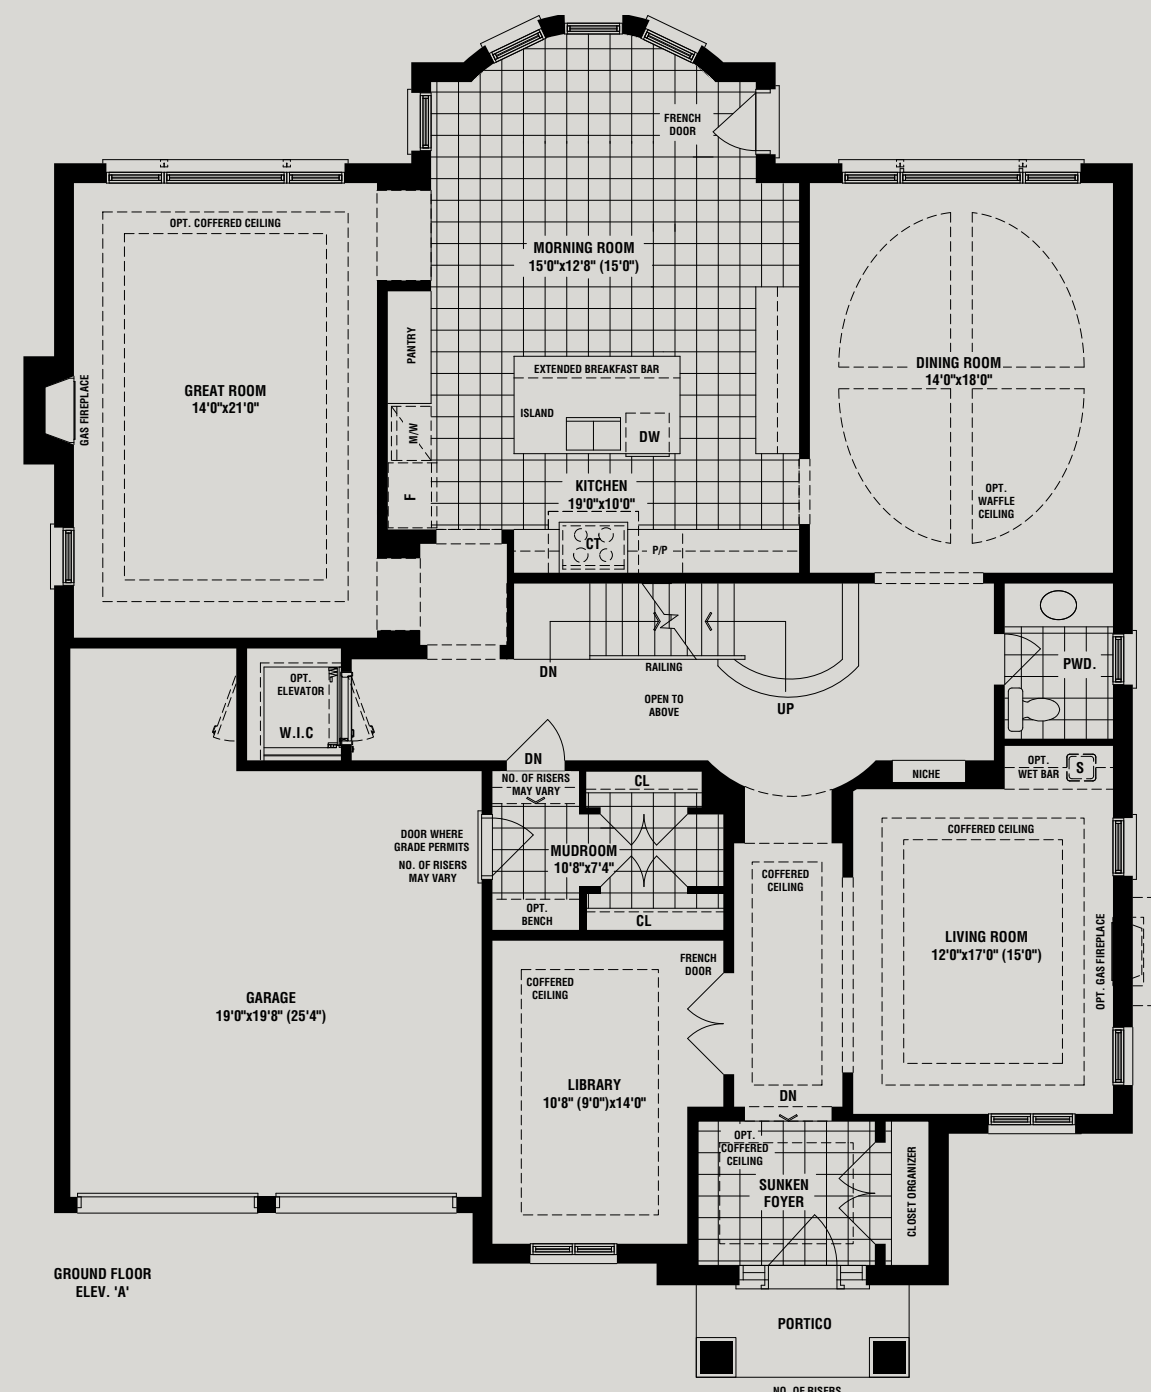 FRENCH
DOOR
OPT. COFFERED CEILING
MORNING ROOM
15'0"x12'8" (15'0")
PANTRY
EXTENDED BREAKFAST BAR
DINING ROOM
14'0"x18'0"
GREAT ROOM
14'0"x21'0"
GAS FIREPLACE
ISLAND
DW
M/W
F
KITCHEN
19'0"x10'0"
OPT.
WAFFLE
CEILING
CT
P/P
DN
RAILING
PWD.
OPT.
ELEVATOR
W.I.C
OPEN TO
ABOVE
UP
DN
NO. OF RISERS
MAY VARY
CL
NICHE
OPT.
WET BAR
S
DOOR WHERE
GRADE PERMITS
NO. OF RISERS
MAY VARY
MUDROOM
10'8"x7'4"
COFFERED
CEILING
COFFERED CEILING
OPT.
BENCH
CL
LIVING ROOM
12'0"x17'0" (15'0")
OPT. GAS FIREPLACE
FRENCH
DOOR
COFFERED
CEILING
GARAGE
19'0"x19'8" (25'4")
LIBRARY
10'8" (9'0")x14'0"
DN
OPT.
COFFERED
CEILING
SUNKEN
FOYER
CLOSET ORGANIZER
GROUND FLOOR
ELEV. 'A'
PORTICO
NO. OF RISERS